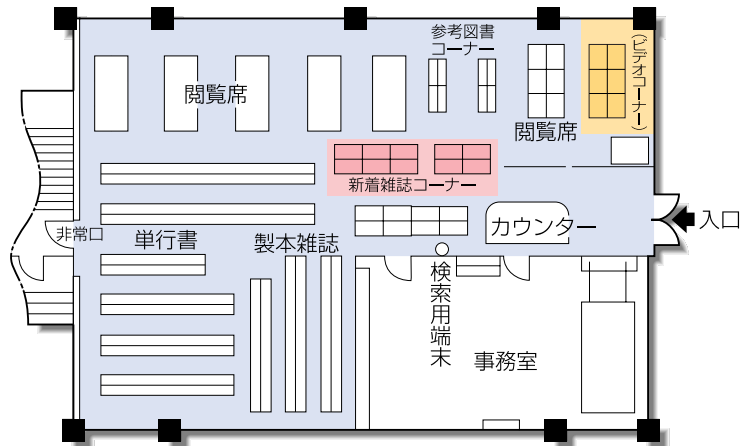 参考図書
コーナー
(ビデオコーナー)
閲覧席
閲覧席
新着雑誌コーナー
入口
カウンター
非常口
単行書
製本雑誌
検索用端末
事務室